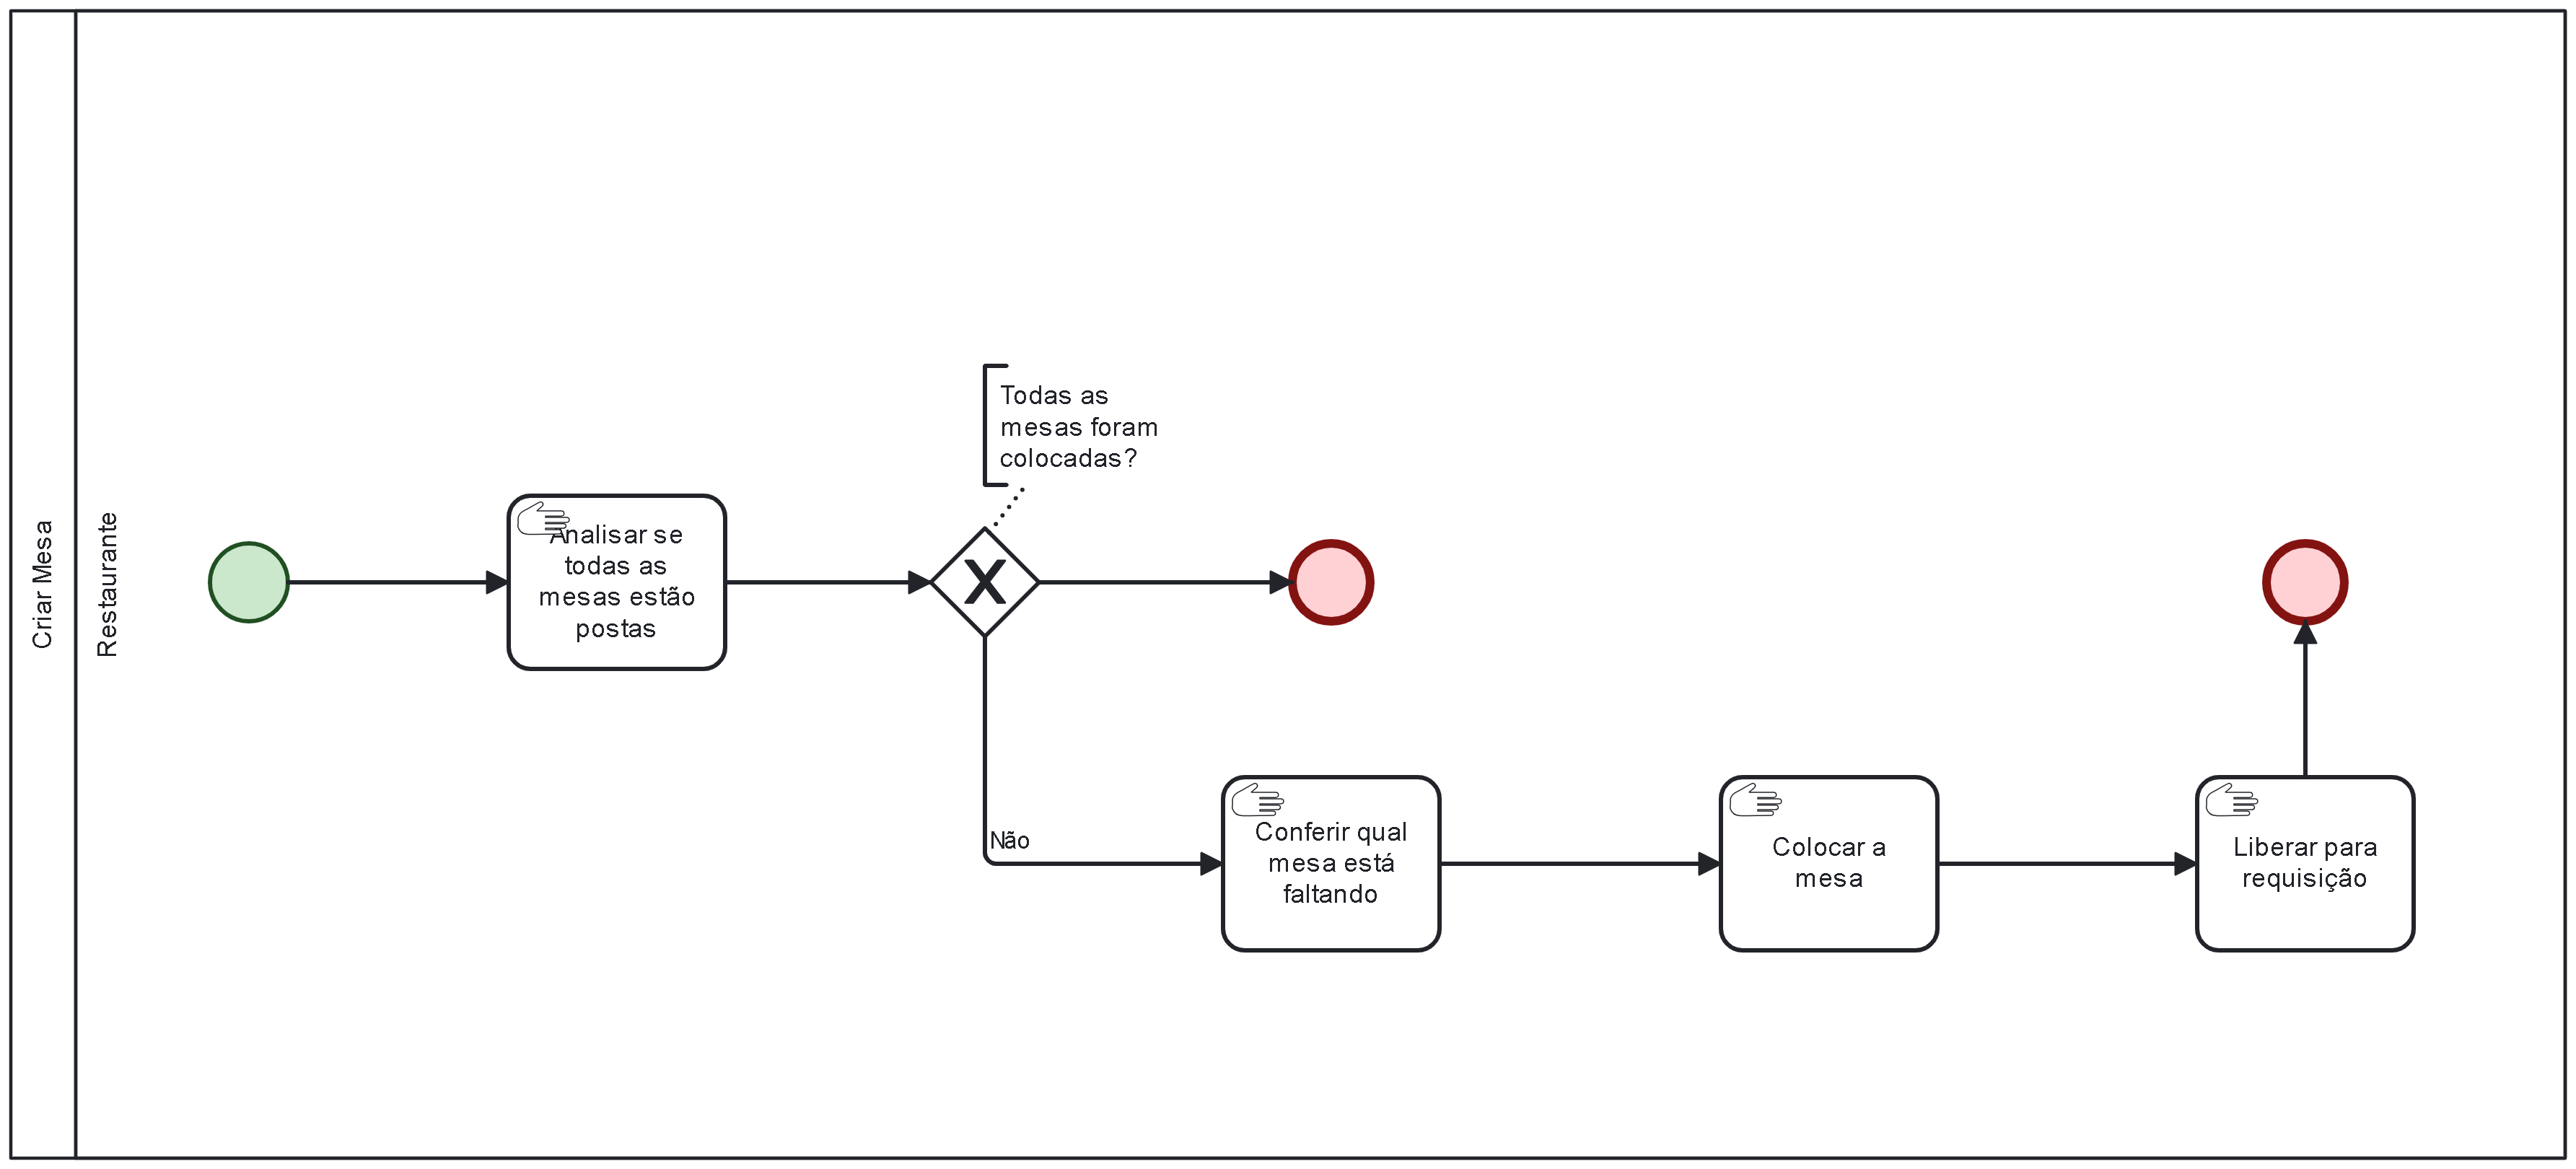 Criar Mesa
Restaurante
Todas as
mesas foram
colocadas?
Analisar se
todas as
mesas estão
postas
Não
Conferir qual
mesa está
faltando
Colocar a
mesa
Liberar para
requisição